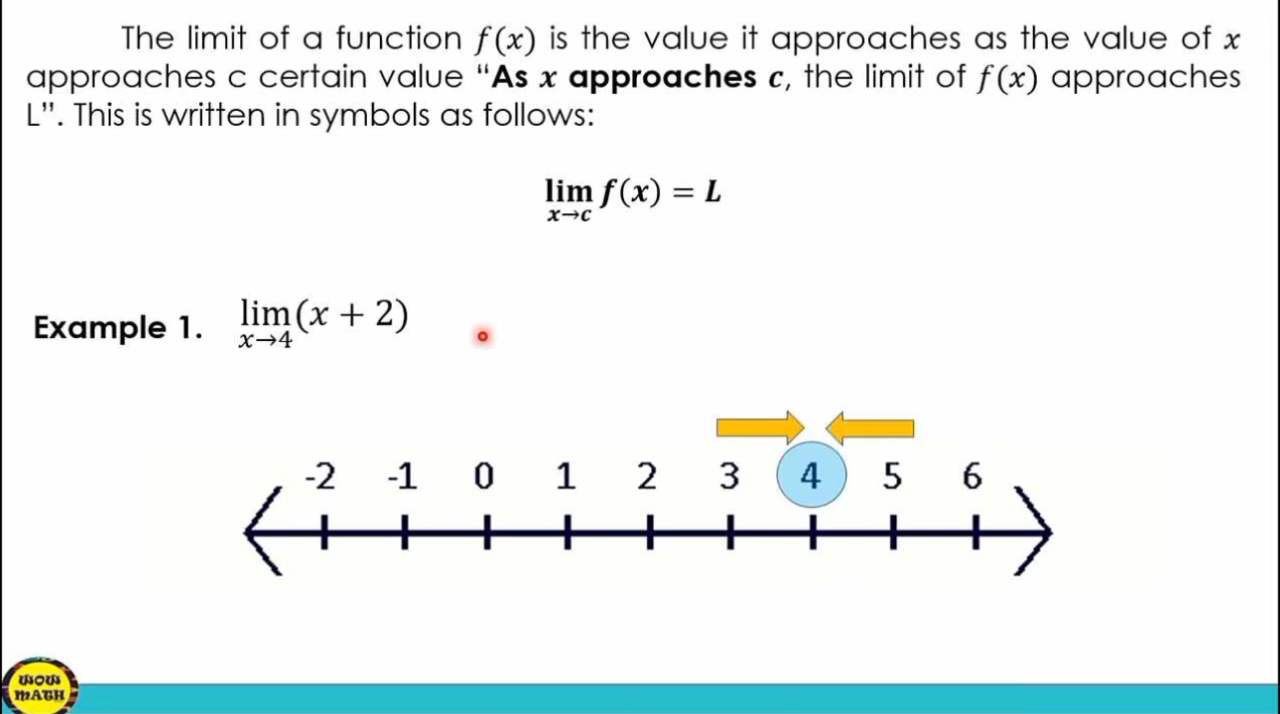 The limit of a function f(x) is the value it approaches as the value of x
approaches c certain value “As x approaches c, the limit of f(x) approaches
L”. This is written in symbols as follows:
lim f(x) = L
x→c
Example 1. lim (x + 2)
x→4
-2 -1 0 1 2 3 4 5 6
WOW
MATH